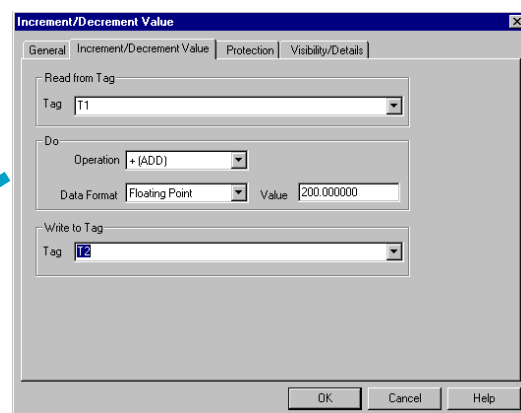 Increment/Decrement Value
General Increment/Decrement Value Protection Visibility/Details
Read from Tag
Tag T1
Do
Operation + (ADD)
Data Format Floating Point Value 200.000000
Write to Tag
Tag T2
OK Cancel Help